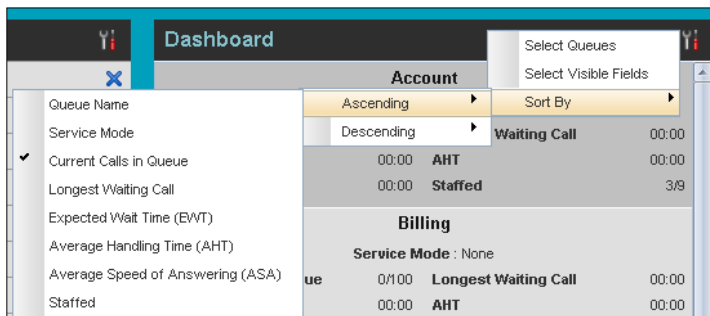 Dashboard
Select Queues
Select Visible Fields
Sort By
Account
Ascending
Descending
Queue Name
Service Mode
Current Calls in Queue
Longest Waiting Call
Expected Wait Time (EWT)
Average Handling Time (AHT)
Average Speed of Answering (ASA)
Staffed
Waiting Call 00:00
00:00 AHT 00:00
00:00 Staffed 3/9
Billing
Service Mode : None
ue 0/100 Longest Waiting Call 00:00
00:00 AHT 00:00